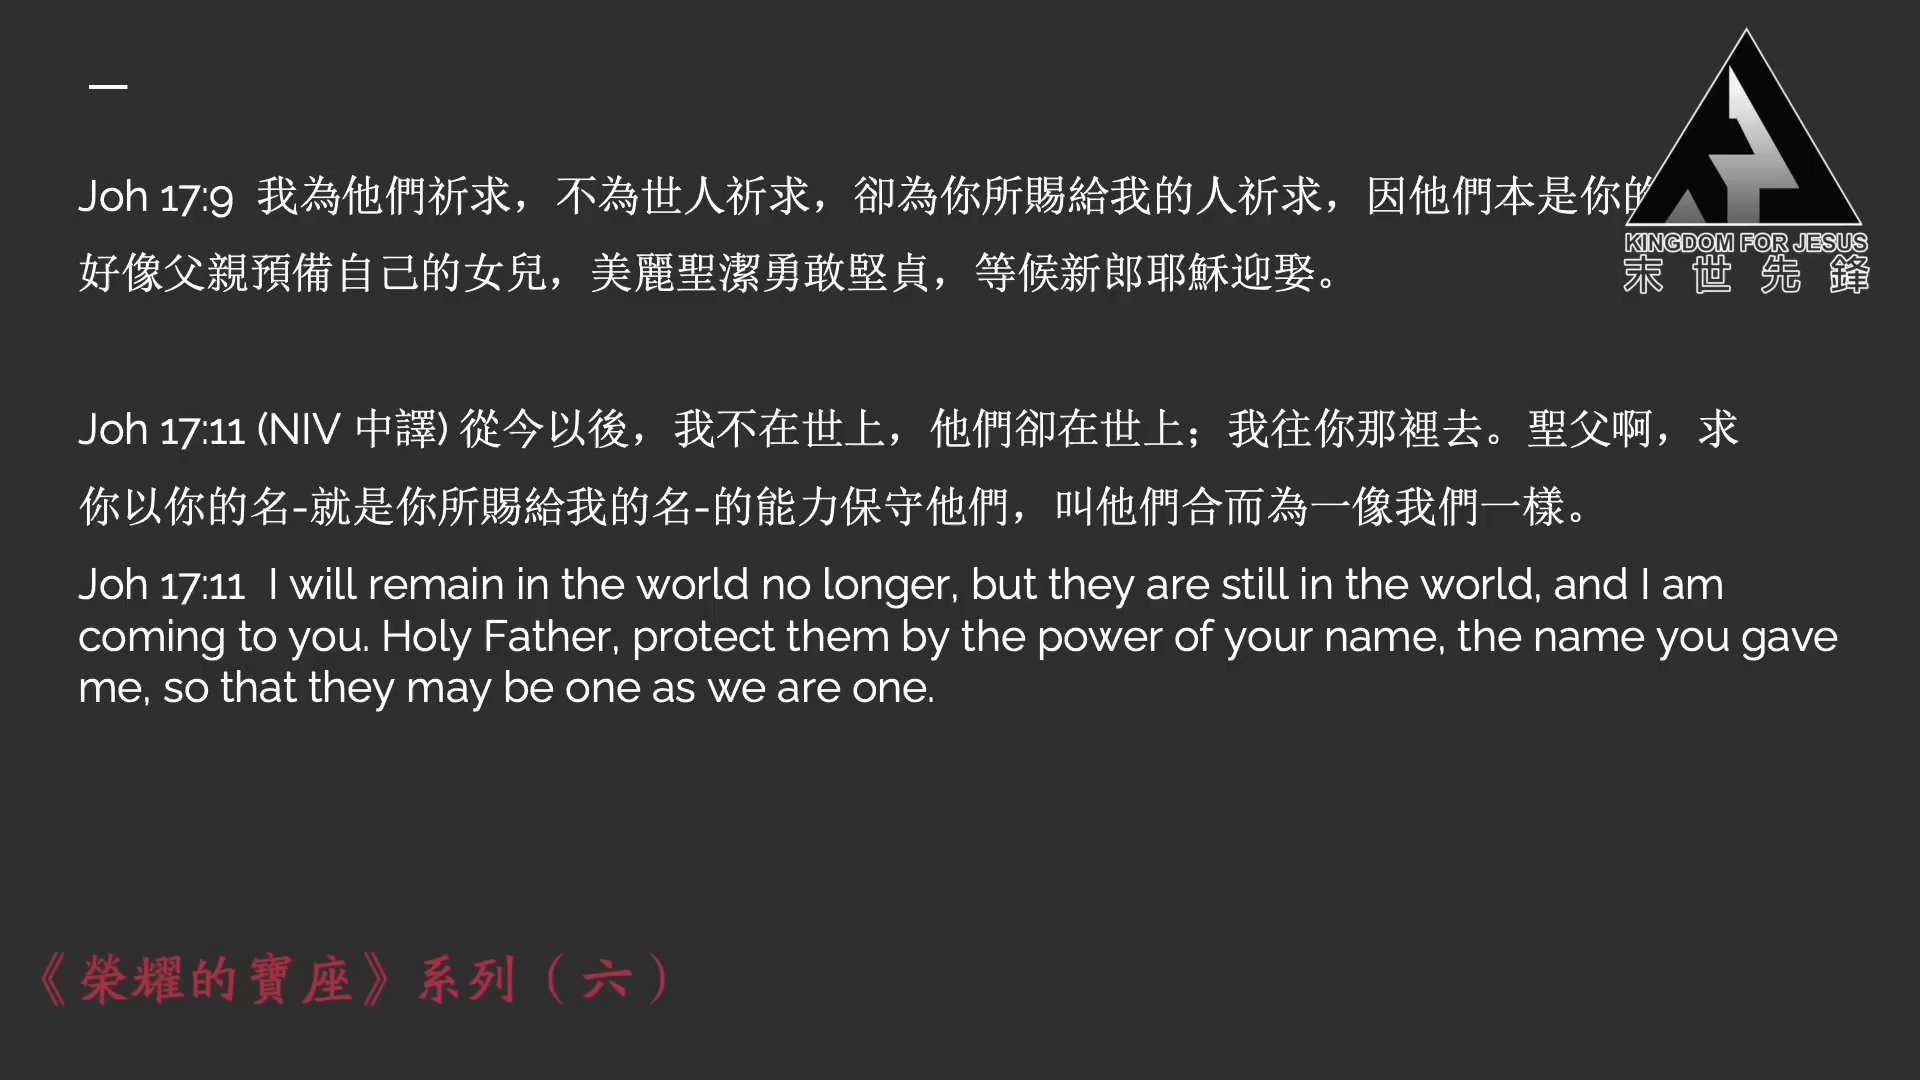 Joh 17:9  我為他們祈求，不為世人祈求，卻為你所賜給我的人祈求，因他們本是你的
好像父親預備自己的女兒，美麗聖潔勇敢堅貞，等候新郎耶穌迎娶。
Joh 17:11 (NIV 中譯) 從今以後，我不在世上，他們卻在世上；我往你那裡去。聖父啊，求
你以你的名-就是你所賜給我的名-的能力保守他們，叫他們合而為一像我們一樣。
Joh 17:11  I will remain in the world no longer, but they are still in the world, and I am
coming to you. Holy Father, protect them by the power of your name, the name you gave
me, so that they may be one as we are one.
KINGDOM FOR JESUS
末世先鋒
《榮耀的寶座》系列（六）